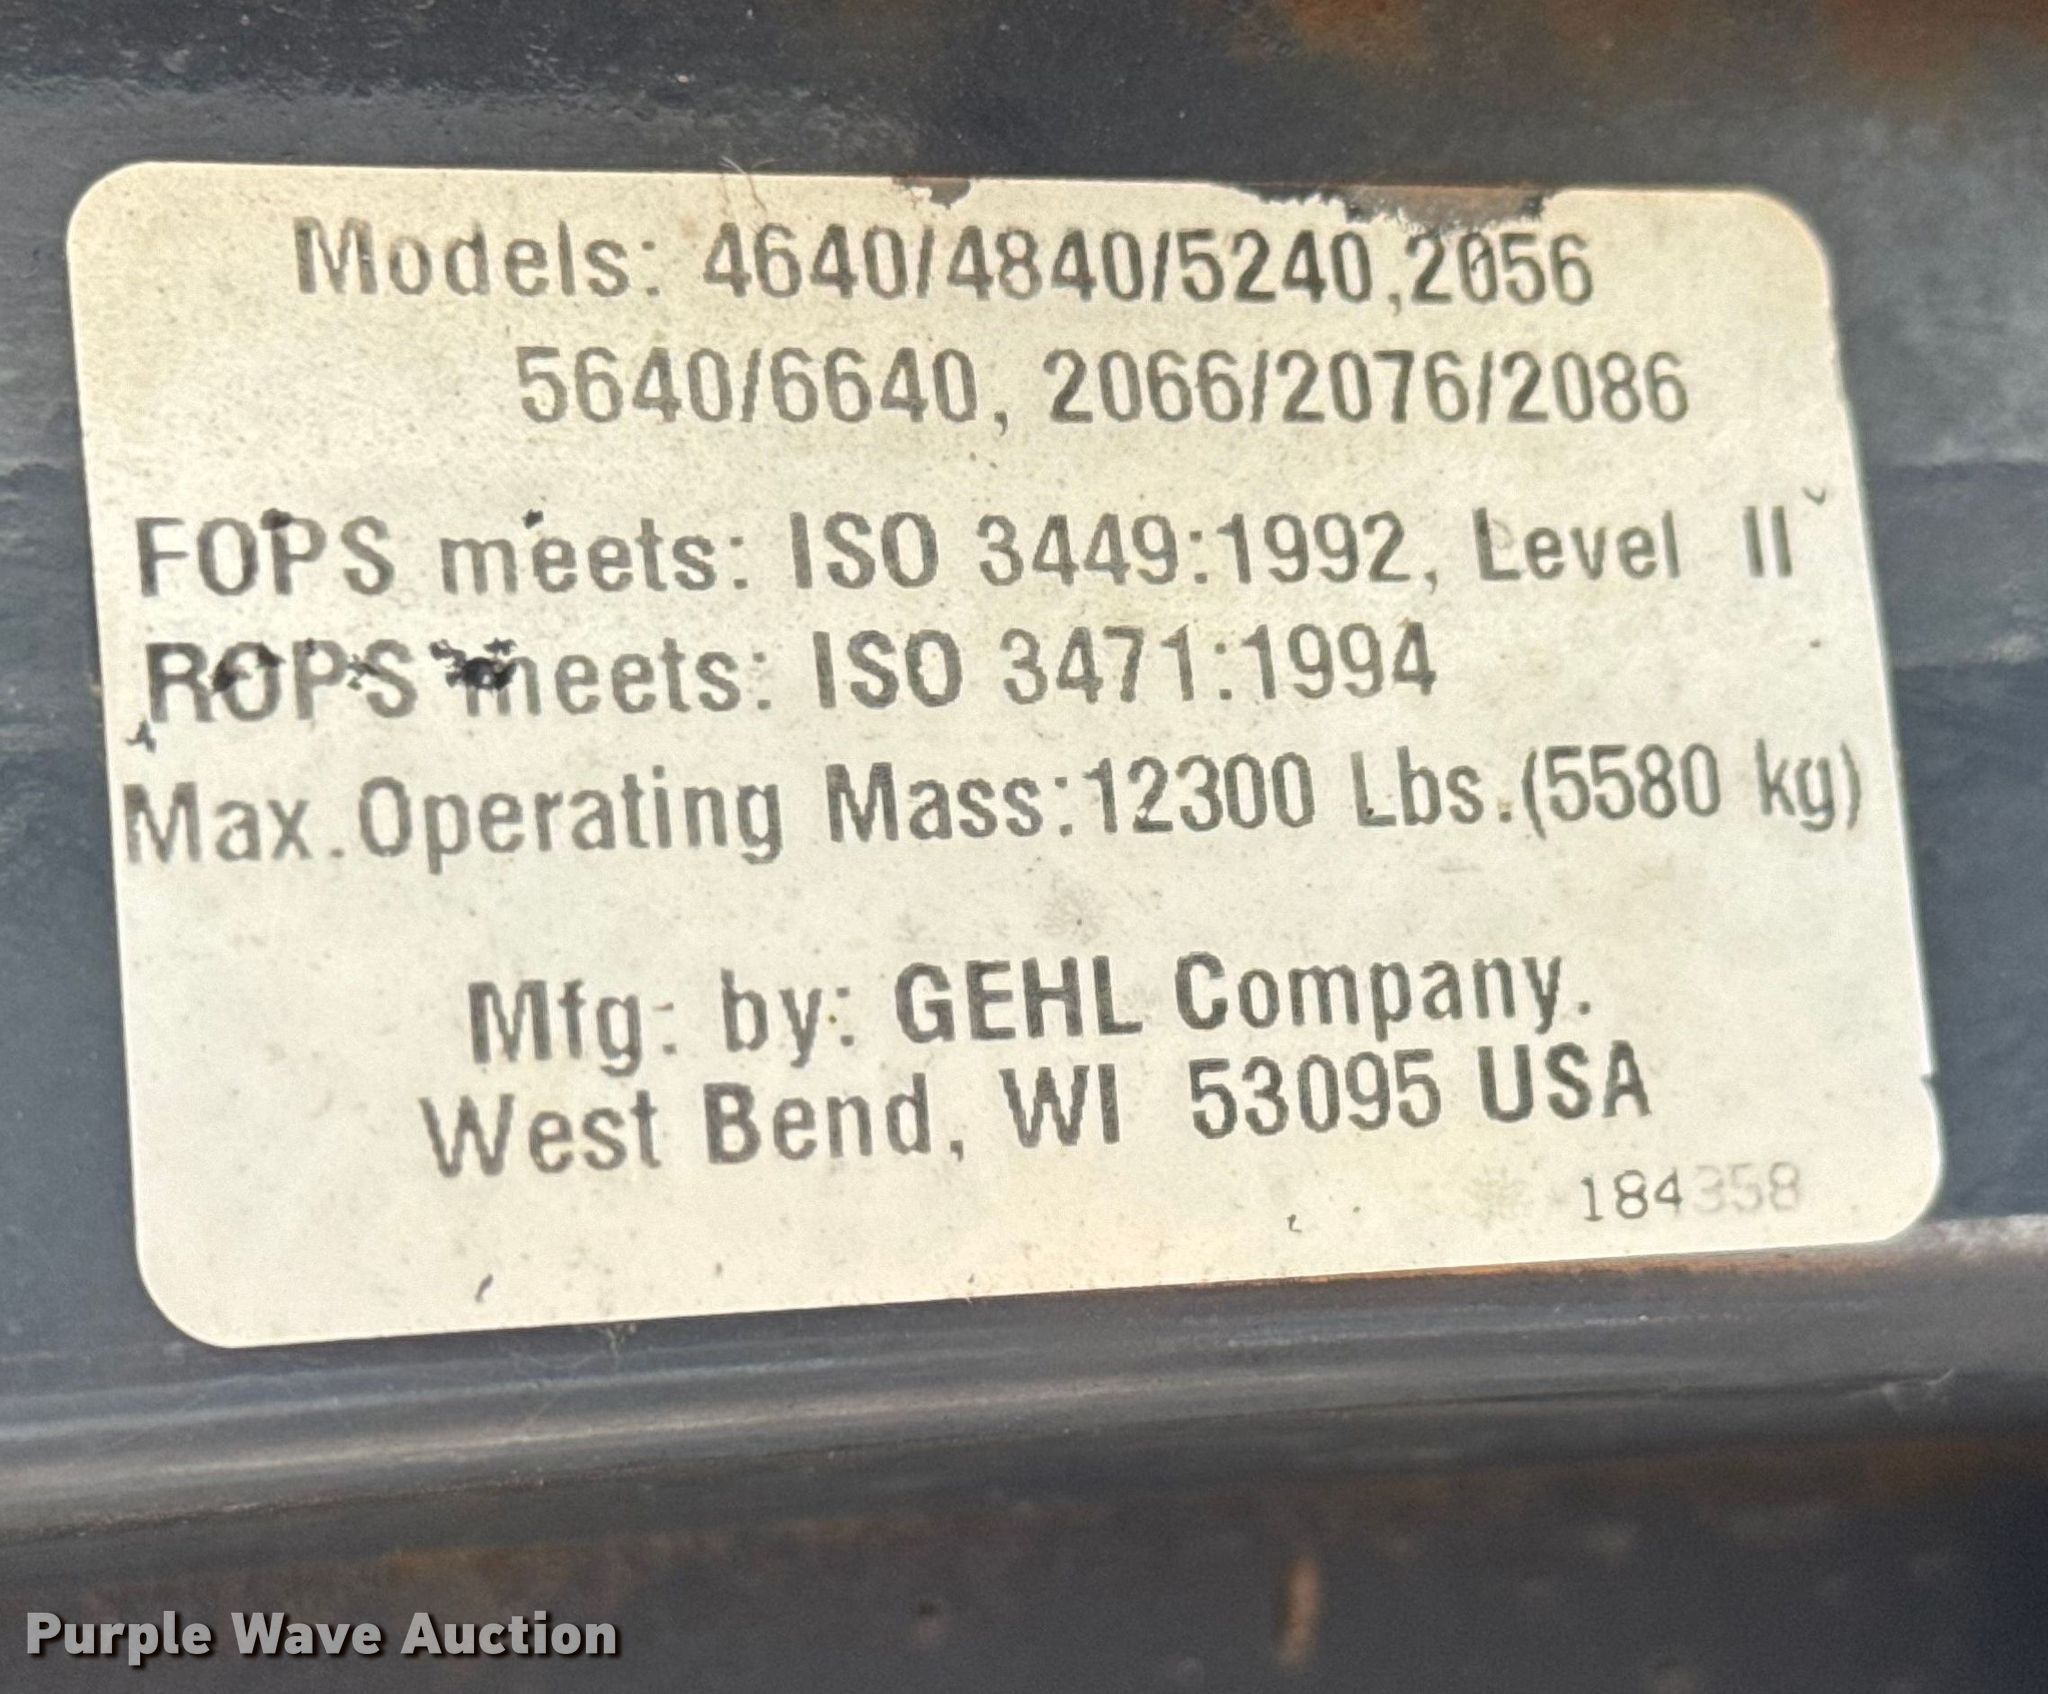 Models: 4640/4840/5240,2056
5640/6640, 2066/2076/2086
FOPS meets: ISO 3449:1992, Level II
ROPS meets: ISO 3471:1994
Max.Operating Mass:12300 Lbs.(5580 kg)
Mfg: by: GEHL Company.
West Bend, WI 53095 USA
184358
Purple Wave Auction